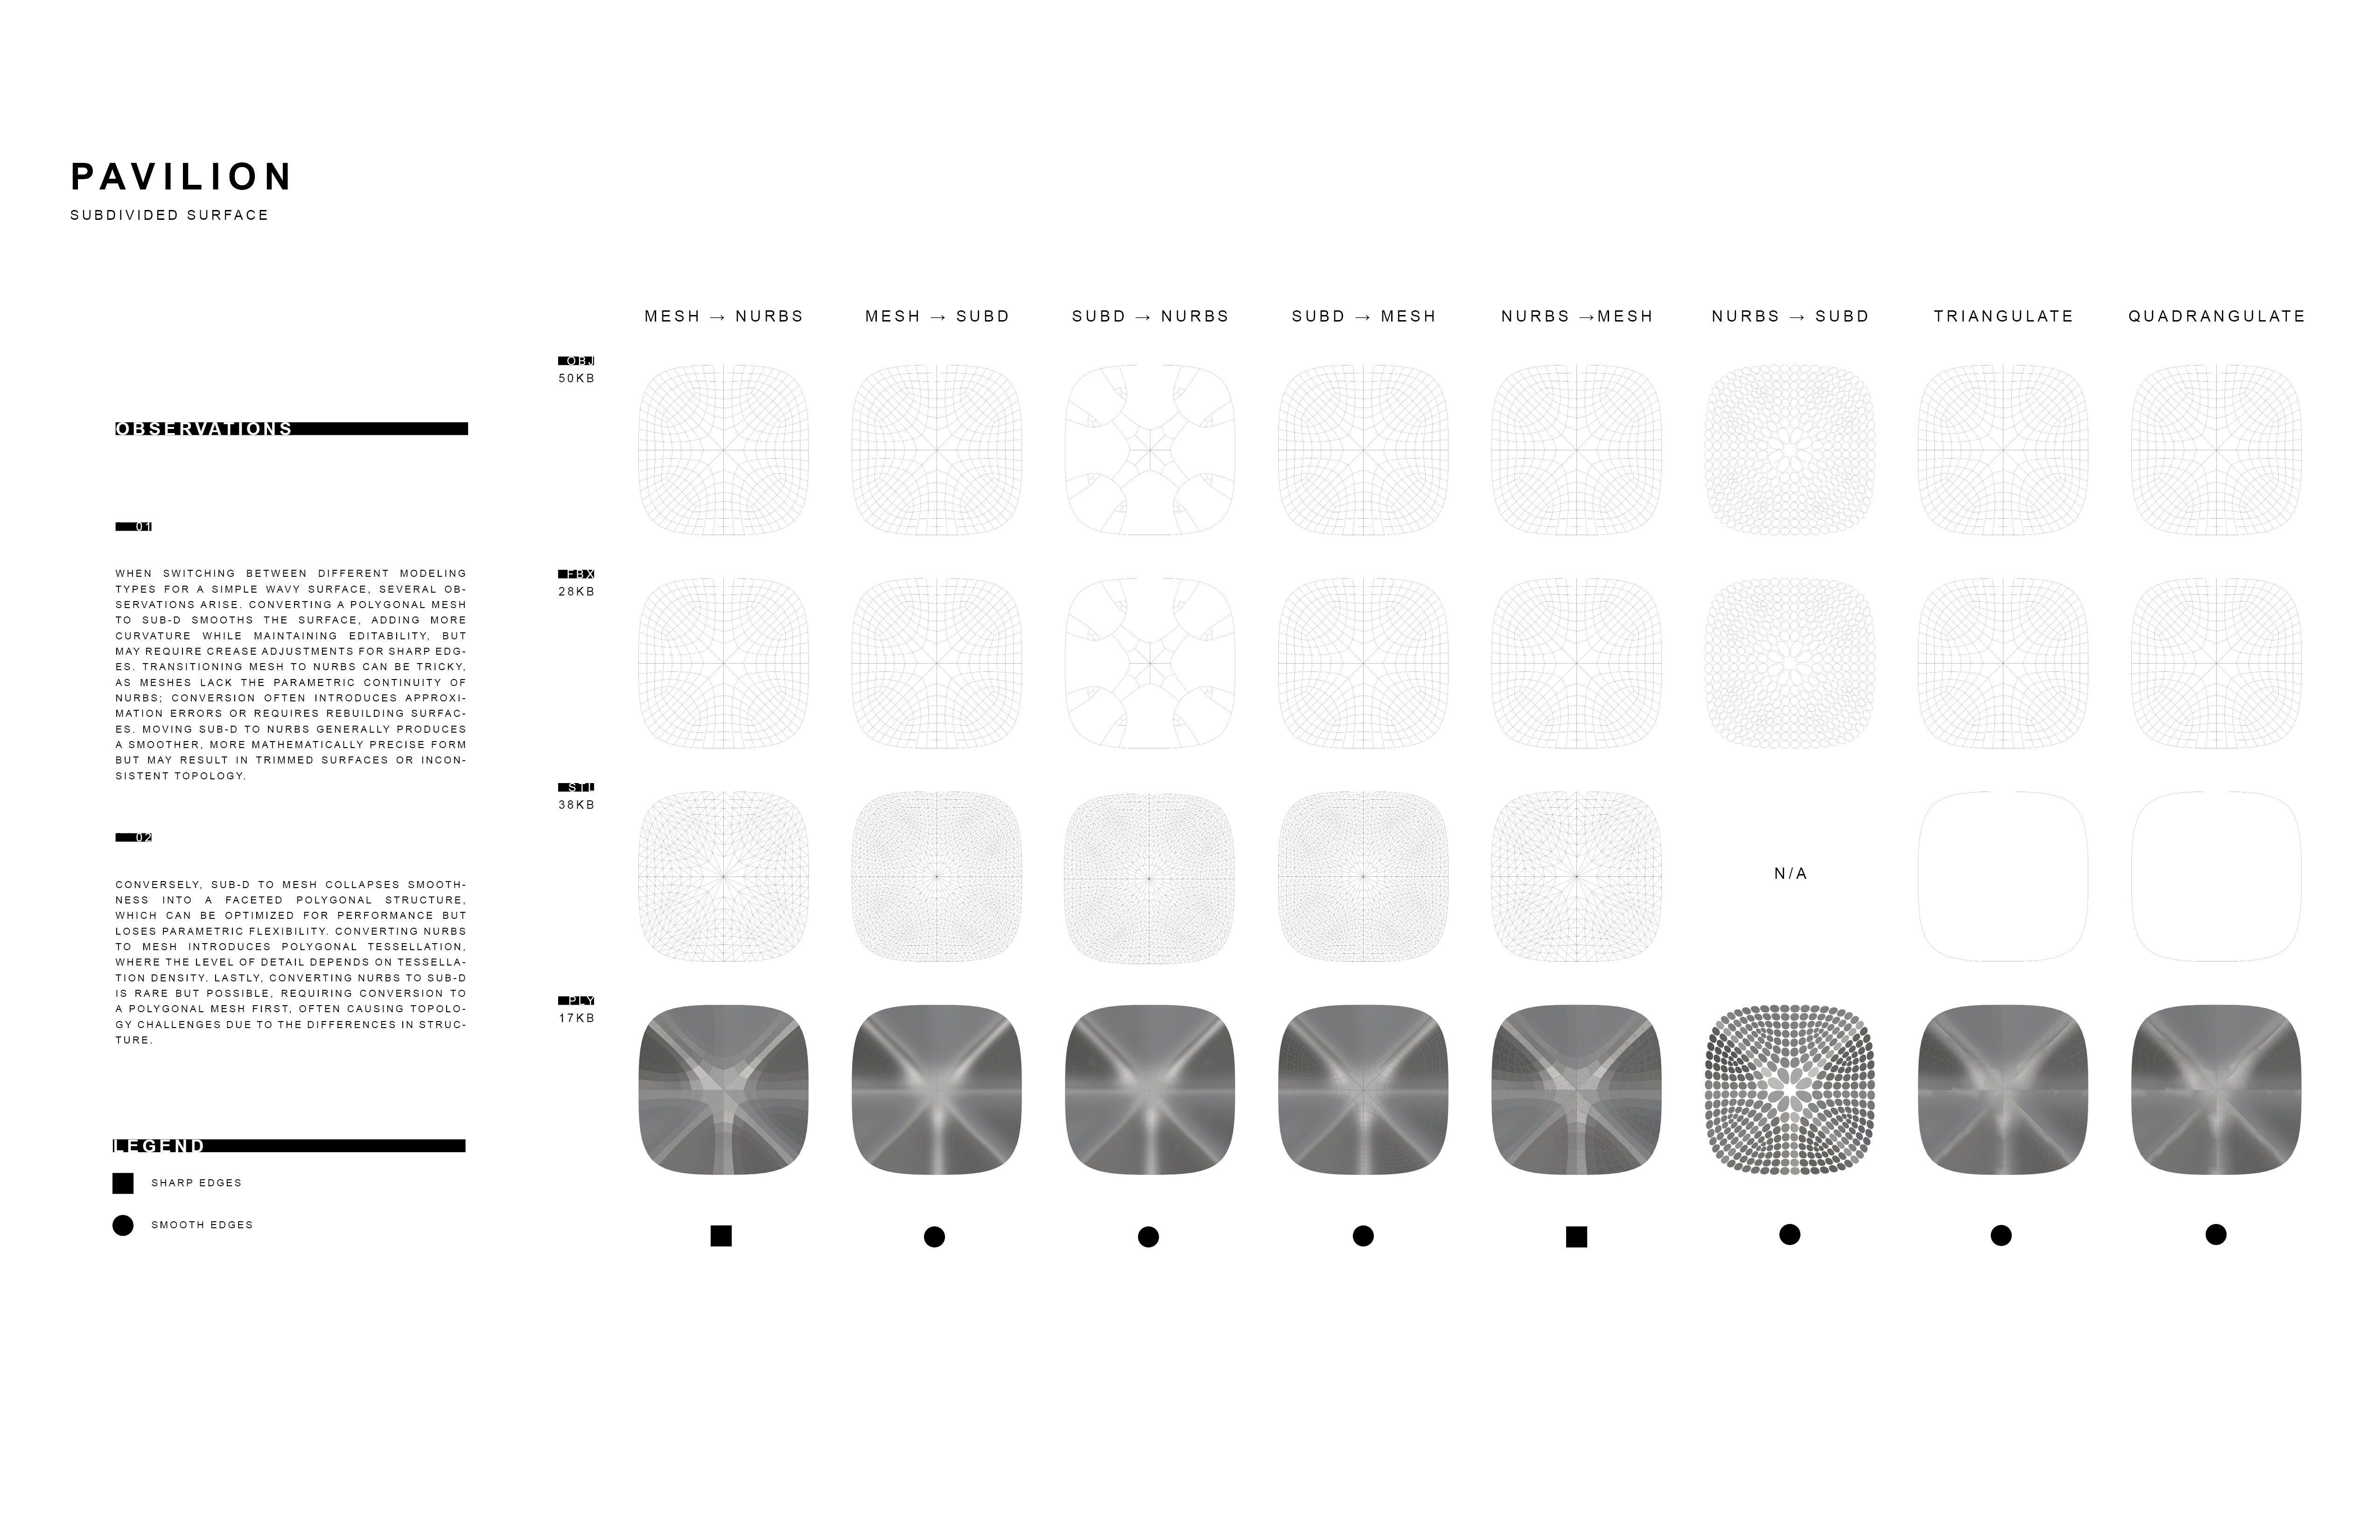 PAVILION
SUBDIVIDED SURFACE
OBSERVATIONS
01
WHEN SWITCHING BETWEEN DIFFERENT MODELING
TYPES FOR A SIMPLE WAVY SURFACE, SEVERAL OB-
SERVATIONS ARISE. CONVERTING A POLYGONAL MESH
TO SUB-D SMOOTHS THE SURFACE, ADDING MORE
CURVATURE WHILE MAINTAINING EDITABILITY, BUT
MAY REQUIRE CREASE ADJUSTMENTS FOR SHARP EDG-
ES. TRANSITIONING MESH TO NURBS CAN BE TRICKY,
AS MESHES LACK THE PARAMETRIC CONTINUITY OF
NURBS; CONVERSION OFTEN INTRODUCES APPROXI-
MATION ERRORS OR REQUIRES REBUILDING SURFAC-
ES. MOVING SUB-D TO NURBS GENERALLY PRODUCES
A SMOOTHER, MORE MATHEMATICALLY PRECISE FORM
BUT MAY RESULT IN TRIMMED SURFACES OR INCON-
SISTENT TOPOLOGY.
02
CONVERSELY, SUB-D TO MESH COLLAPSES SMOOTH-
NESS INTO A FACETED POLYGONAL STRUCTURE,
WHICH CAN BE OPTIMIZED FOR PERFORMANCE BUT
LOSES PARAMETRIC FLEXIBILITY. CONVERTING NURBS
TO MESH INTRODUCES POLYGONAL TESSELLATION,
WHERE THE LEVEL OF DETAIL DEPENDS ON TESSELLA-
TION DENSITY. LASTLY, CONVERTING NURBS TO SUB-D
IS RARE BUT POSSIBLE, REQUIRING CONVERSION TO
A POLYGONAL MESH FIRST, OFTEN CAUSING TOPOLO-
GY CHALLENGES DUE TO THE DIFFERENCES IN STRUC-
TURE.
LEGEND
SHARP EDGES
SMOOTH EDGES
MESH → NURBS
MESH → SUBD
SUBD → NURBS
SUBD → MESH
NURBS →MESH
NURBS → SUBD
TRIANGULATE
QUADRANGULATE
OBJ
50KB
FBX
28KB
STL
38KB
N/A
PLY
17KB